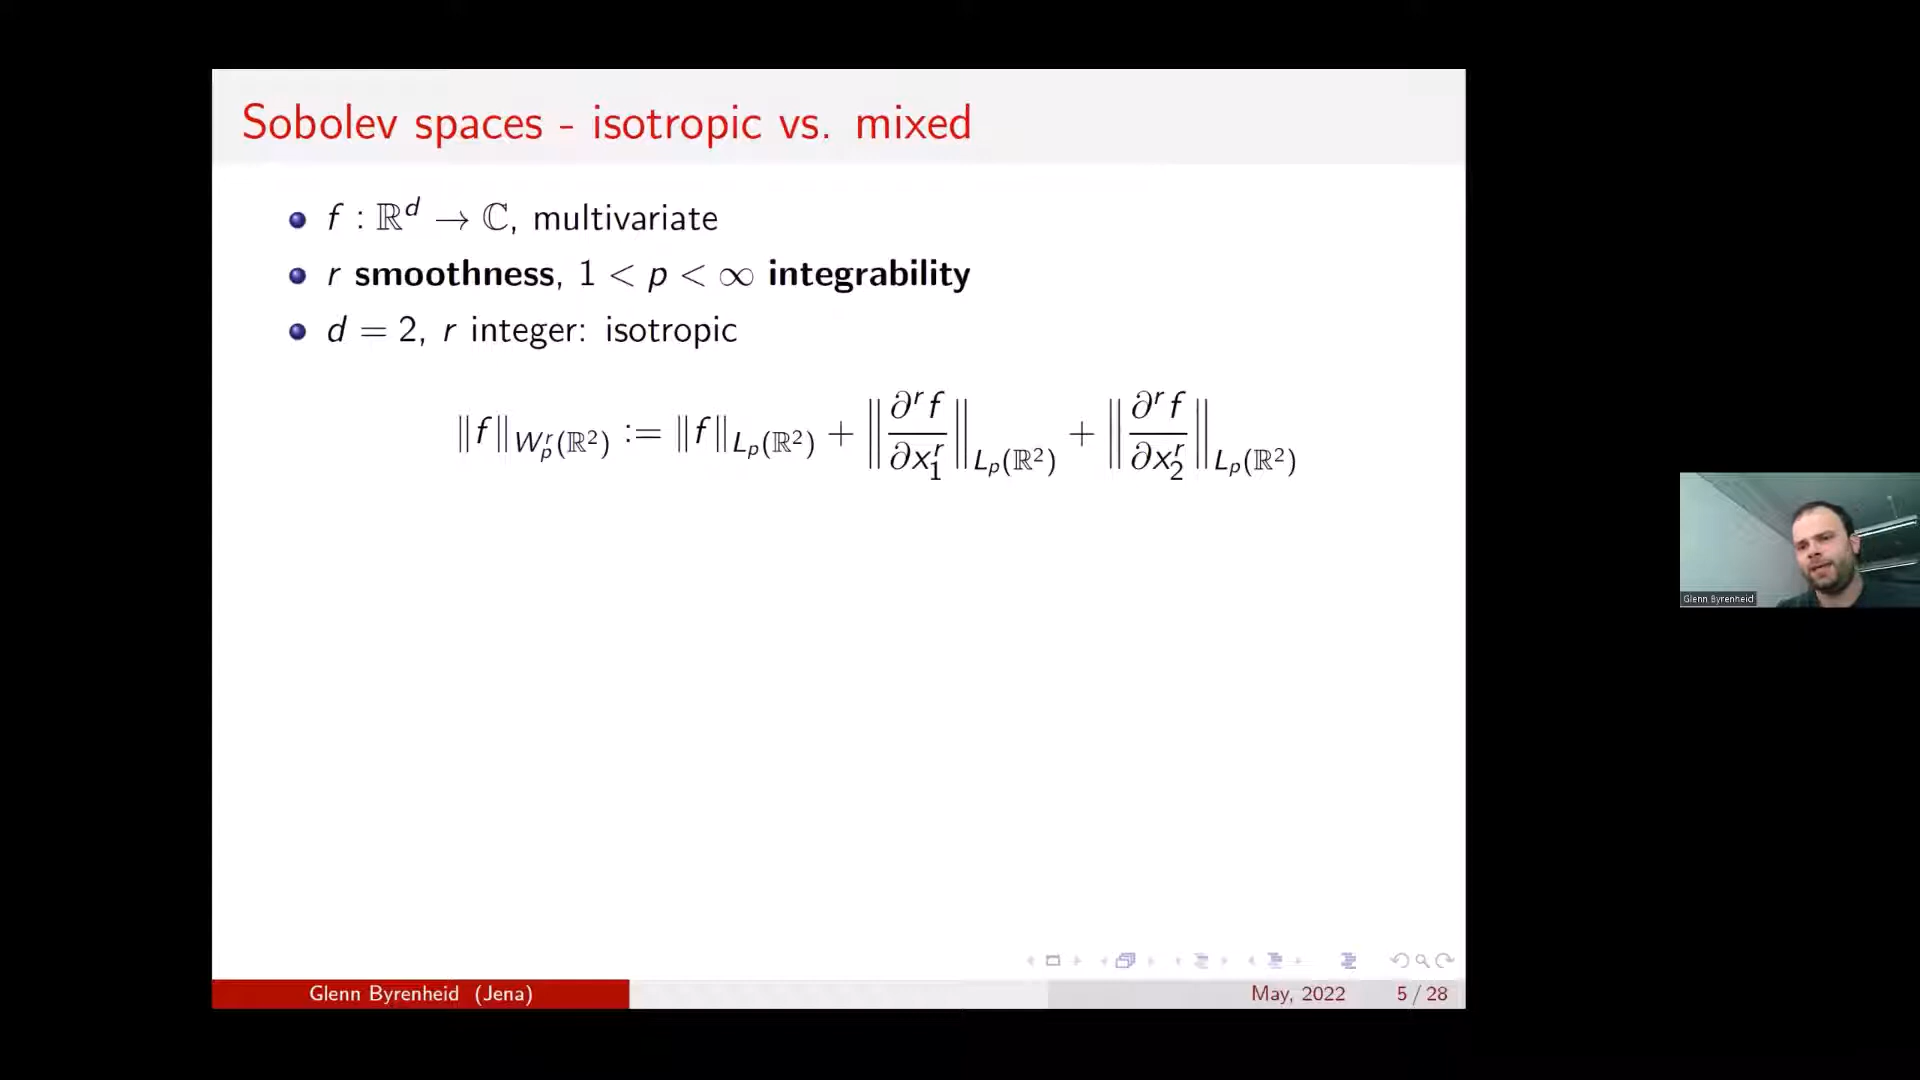 Sobolev spaces - isotropic vs. mixed
f : ℝ^d → ℂ, multivariate
r smoothness, 1 < p < ∞ integrability
d = 2, r integer: isotropic
‖f‖_{W_p^r(ℝ²)} := ‖f‖_{L_p(ℝ²)} + ‖∂^r f / ∂x_1^r‖_{L_p(ℝ²)} + ‖∂^r f / ∂x_2^r‖_{L_p(ℝ²)}
Glenn Byrenheid
Glenn Byrenheid (Jena) May, 2022 5 / 28